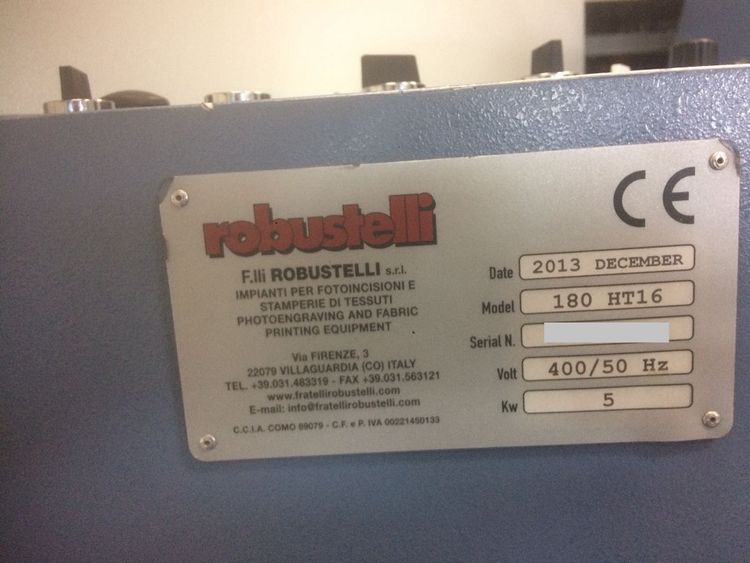 robustelli
F.lli ROBUSTELLI s.r.l.
IMPIANTI PER FOTOINCISIONI E
STAMPERIE DI TESSUTI
PHOTOENGRAVING AND FABRIC
PRINTING EQUIPMENT
Via FIRENZE, 3
22079 VILLAGUARDIA (CO) ITALY
TEL. +39.031.483319 - FAX +39.031.563121
www.fratellirobustelli.com
E-mail: info@fratellirobustelli.com
C.C.I.A. COMO 99079 - C.F. e P. IVA 00221450133
CE
Date 2013 DECEMBER
Model 180 HT16
Serial N.
Volt 400/50 Hz
Kw 5